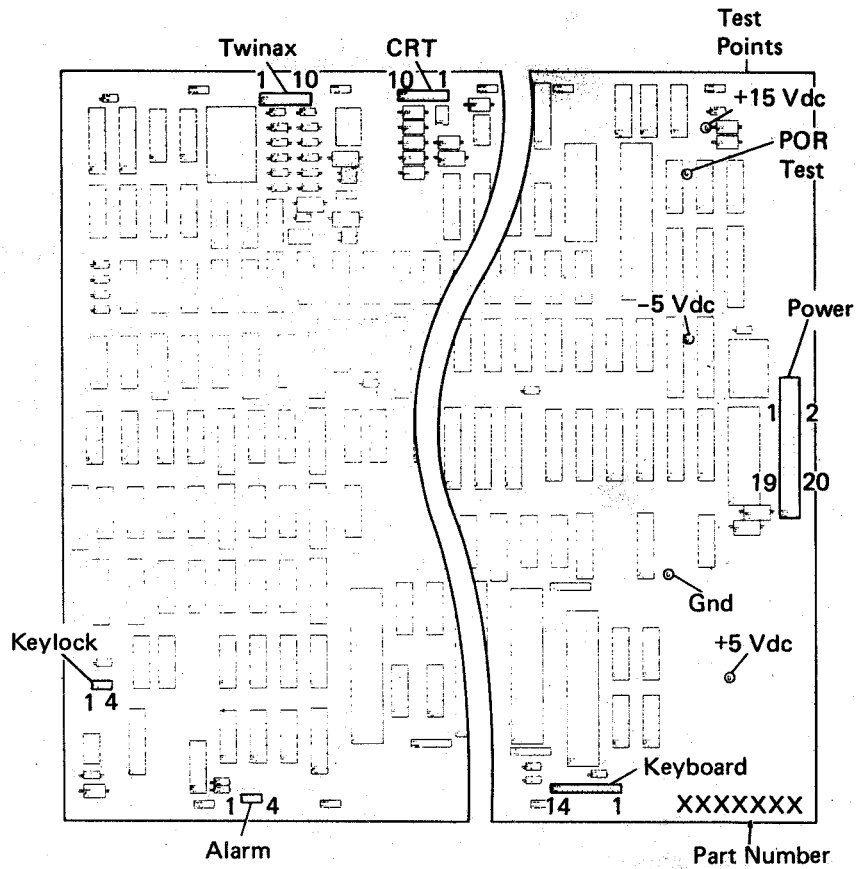 Test
Points
Twinax
CRT
1 10
10 1
+15 Vdc
POR
Test
-5 Vdc
Power
1 2
19 20
Gnd
Keylock
+5 Vdc
1 4
Keyboard
1 4
14 1
XXXXXXX
Alarm
Part Number